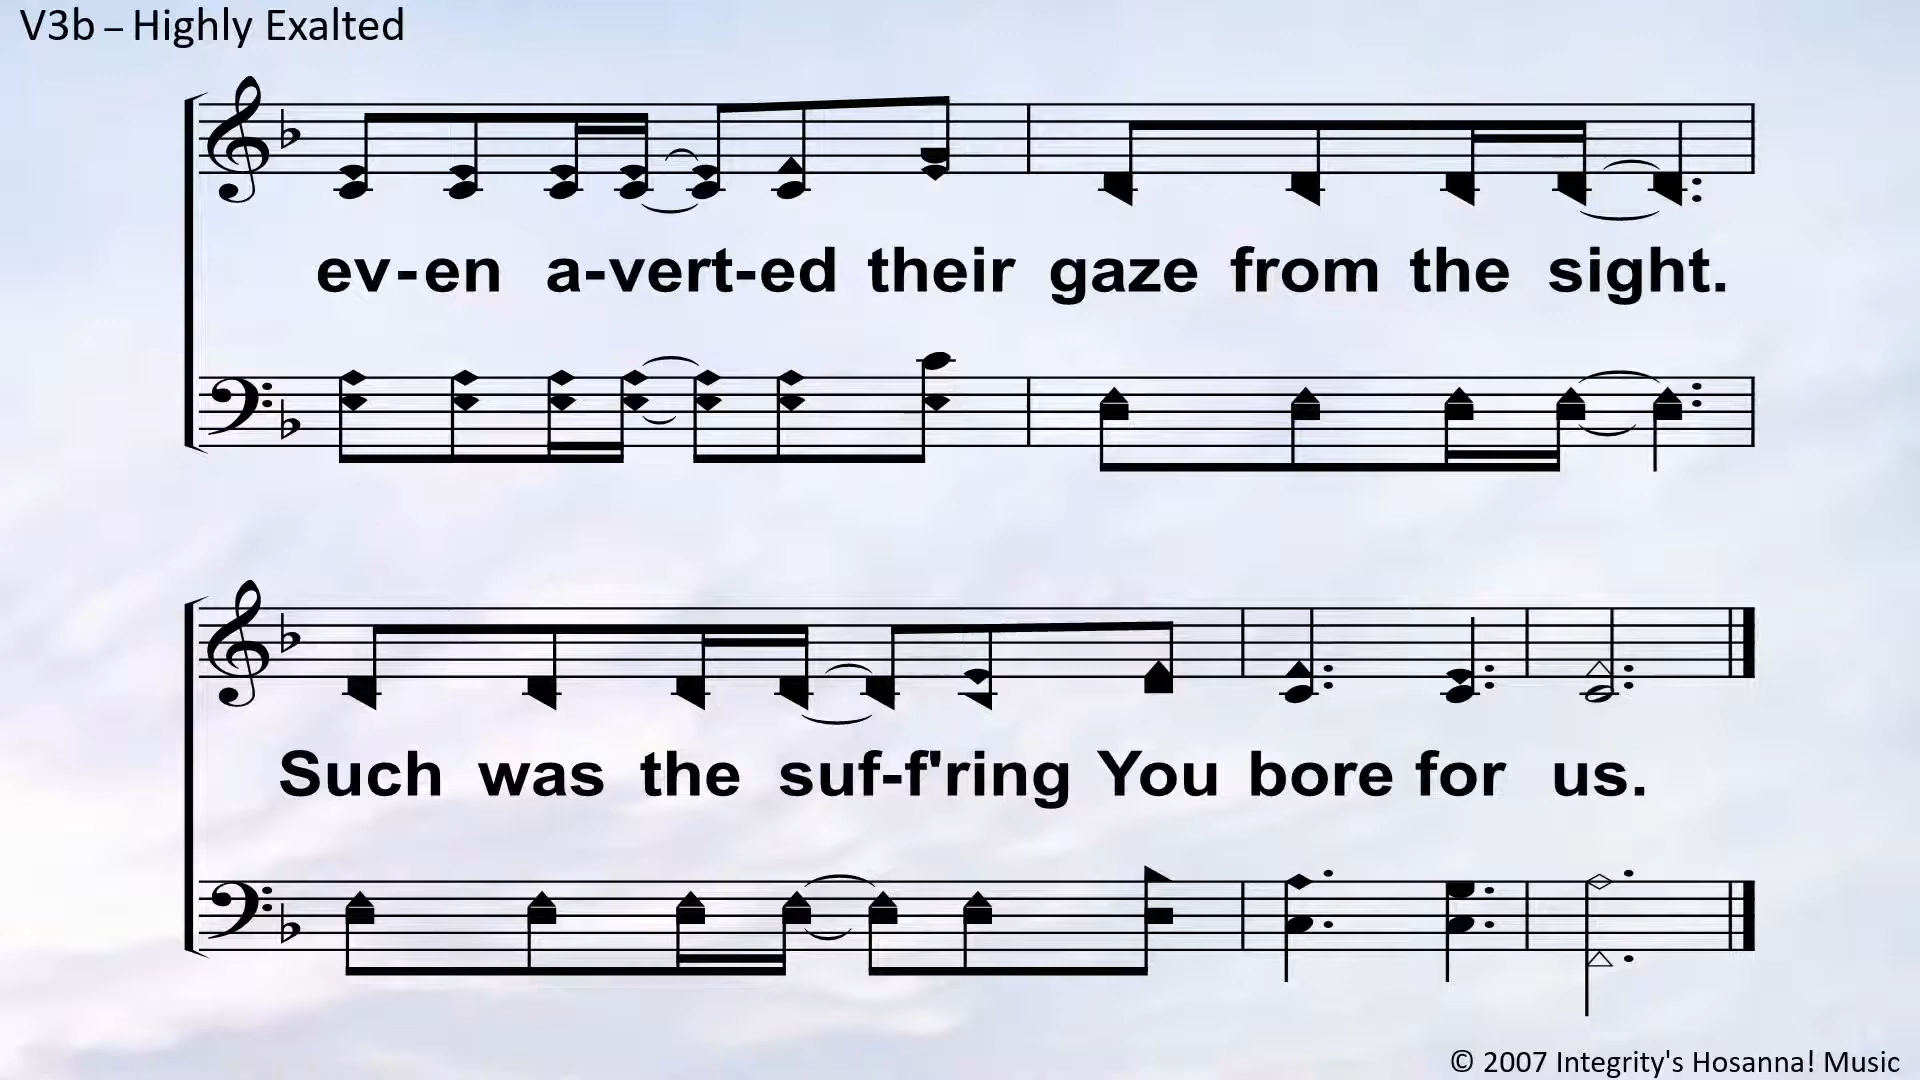 V3b – Highly Exalted
ev-en a-vert-ed their gaze from the sight.
Such was the suf-f'ring You bore for us.
© 2007 Integrity's Hosanna! Music